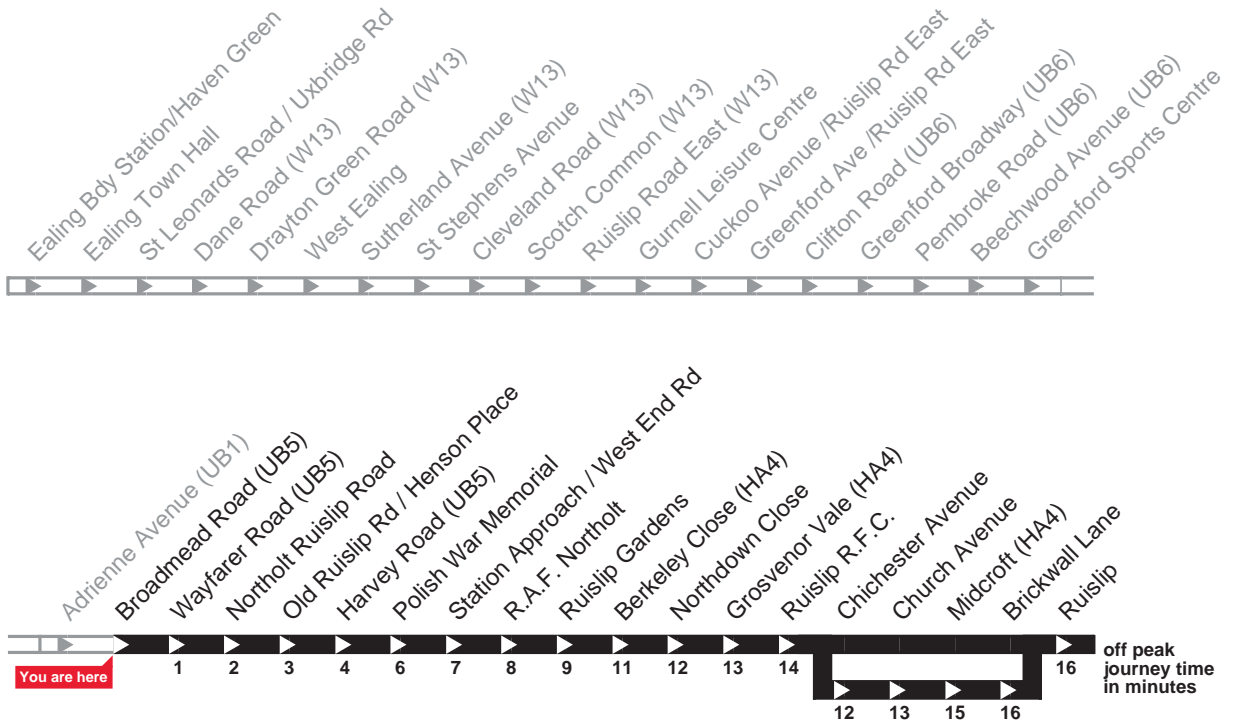 Ealing Bdy Station/Haven Green
Ealing Town Hall
St Leonards Road / Uxbridge Rd
Dane Road (W13)
Drayton Green Road (W13)
West Ealing
Sutherland Avenue (W13)
St Stephens Avenue
Cleveland Road (W13)
Scotch Common (W13)
Ruislip Road East (W13)
Gurnell Leisure Centre
Cuckoo Avenue /Ruislip Rd East
Greenford Ave /Ruislip Rd East
Clifton Road (UB6)
Greenford Broadway (UB6)
Pembroke Road (UB6)
Beechwood Avenue (UB6)
Greenford Sports Centre
Adrienne Avenue (UB1)
Broadmead Road (UB5)
Wayfarer Road (UB5)
Northolt Ruislip Road
Old Ruislip Rd / Henson Place
Harvey Road (UB5)
Polish War Memorial
Station Approach / West End Rd
R.A.F. Northolt
Ruislip Gardens
Berkeley Close (HA4)
Northdown Close
Grosvenor Vale (HA4)
Ruislip R.F.C.
Chichester Avenue
Church Avenue
Midcroft (HA4)
Brickwall Lane
Ruislip
You are here
1 2 3 4 6 7 8 9 11 12 13 14 16
12 13 15 16
off peak
journey time
in minutes